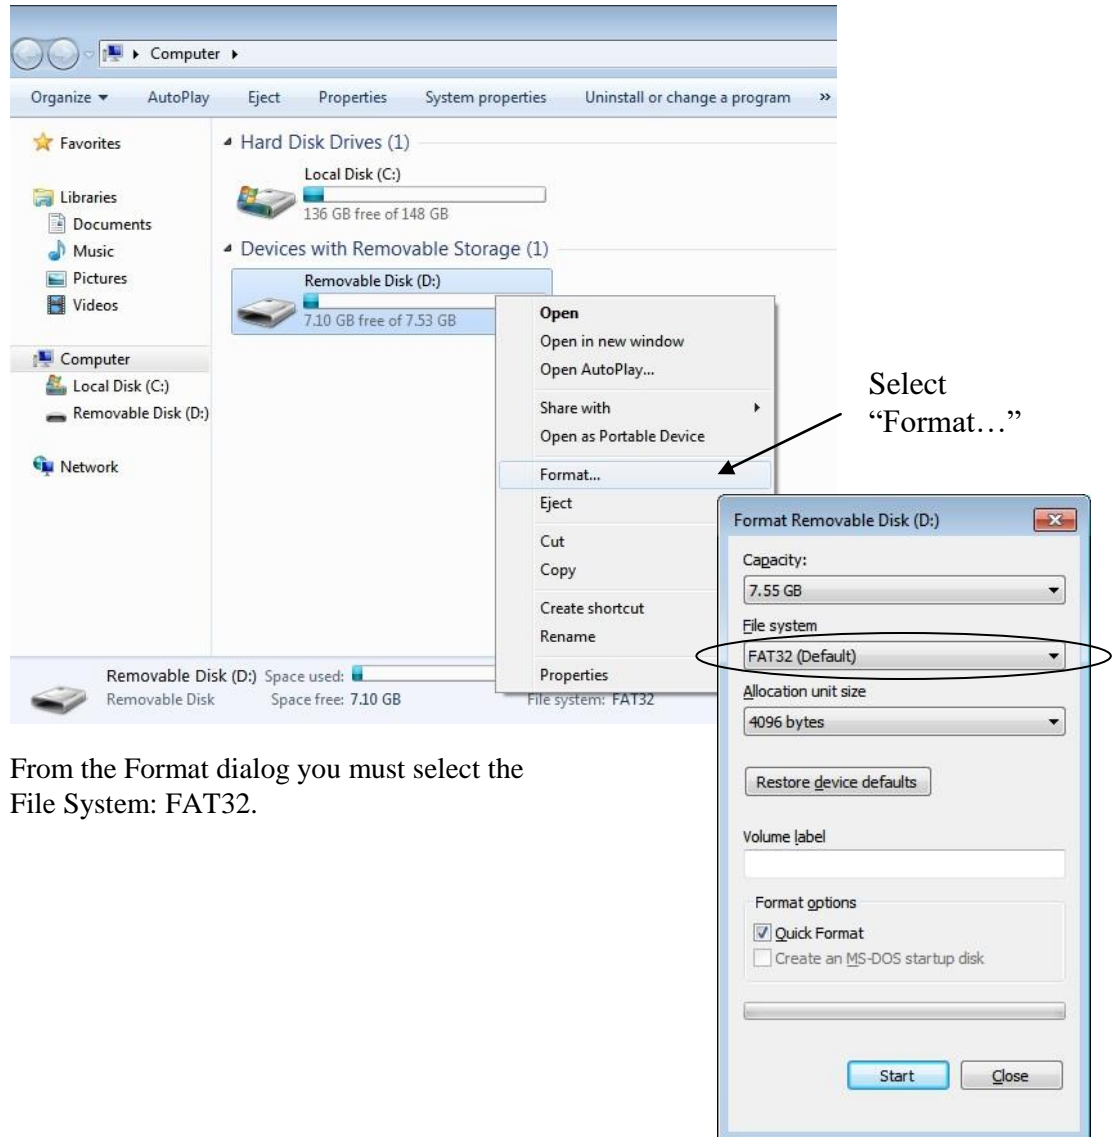 Computer
Organize AutoPlay Eject Properties System properties Uninstall or change a program »
Favorites
Libraries
Documents
Music
Pictures
Videos
Computer
Local Disk (C:)
Removable Disk (D:)
Network
Hard Disk Drives (1)
Local Disk (C:)
136 GB free of 148 GB
Devices with Removable Storage (1)
Removable Disk (D:)
7.10 GB free of 7.53 GB
Open
Open in new window
Open AutoPlay...
Share with
Open as Portable Device
Format...
Eject
Cut
Copy
Create shortcut
Rename
Properties
Select
“Format…”
Removable Disk (D:) Space used:
Removable Disk Space free: 7.10 GB File system: FAT32
Format Removable Disk (D:)
Capacity:
7.55 GB
File system
FAT32 (Default)
Allocation unit size
4096 bytes
Restore device defaults
Volume label
Format options
Quick Format
Create an MS-DOS startup disk
Start Close
From the Format dialog you must select the
File System: FAT32.